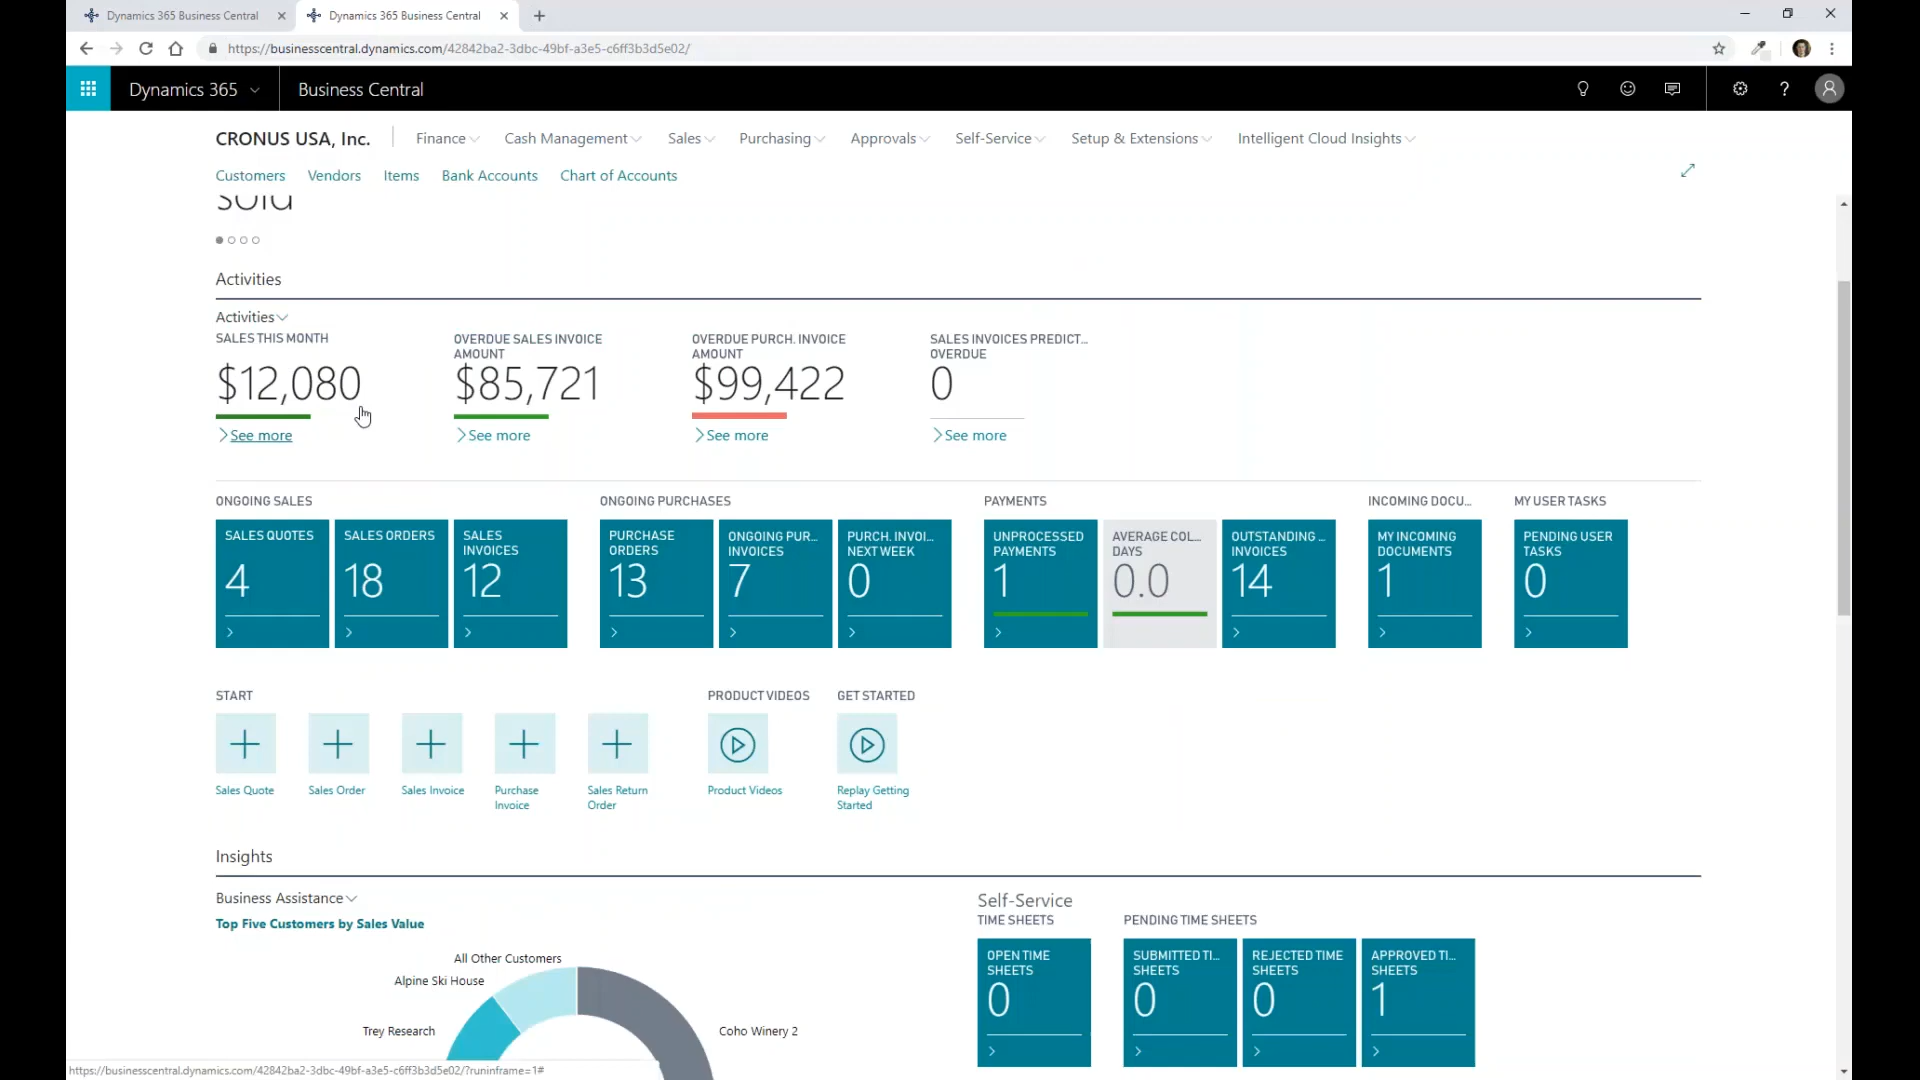 Dynamics 365 Business Central
Dynamics 365 Business Central
https://businesscentral.dynamics.com/42842ba2-3dbc-49bf-a3e5-c6ff3b3d5e02/
Dynamics 365
Business Central
CRONUS USA, Inc.
Finance
Cash Management
Sales
Purchasing
Approvals
Self-Service
Setup & Extensions
Intelligent Cloud Insights
Customers
Vendors
Items
Bank Accounts
Chart of Accounts
sold
Activities
Activities
SALES THIS MONTH
$12,080
See more
OVERDUE SALES INVOICE
AMOUNT
$85,721
See more
OVERDUE PURCH. INVOICE
AMOUNT
$99,422
See more
SALES INVOICES PREDICT...
OVERDUE
0
See more
ONGOING SALES
SALES QUOTES
4
SALES ORDERS
18
SALES
INVOICES
12
ONGOING PURCHASES
PURCHASE
ORDERS
13
ONGOING PUR...
INVOICES
7
PURCH. INVOI...
NEXT WEEK
0
PAYMENTS
UNPROCESSED
PAYMENTS
1
AVERAGE COL...
DAYS
0.0
OUTSTANDING ...
INVOICES
14
INCOMING DOCU...
MY INCOMING
DOCUMENTS
1
MY USER TASKS
PENDING USER
TASKS
0
START
Sales Quote
Sales Order
Sales Invoice
Purchase
Invoice
Sales Return
Order
PRODUCT VIDEOS
Product Videos
GET STARTED
Replay Getting
Started
Insights
Business Assistance
Top Five Customers by Sales Value
All Other Customers
Alpine Ski House
Trey Research
Coho Winery 2
Self-Service
TIME SHEETS
OPEN TIME
SHEETS
0
PENDING TIME SHEETS
SUBMITTED TI...
SHEETS
0
REJECTED TIME
SHEETS
0
APPROVED TI...
SHEETS
1
https://businesscentral.dynamics.com/42842ba2-3dbc-49bf-a3e5-c6ff3b3d5e02/?runinframe=1#